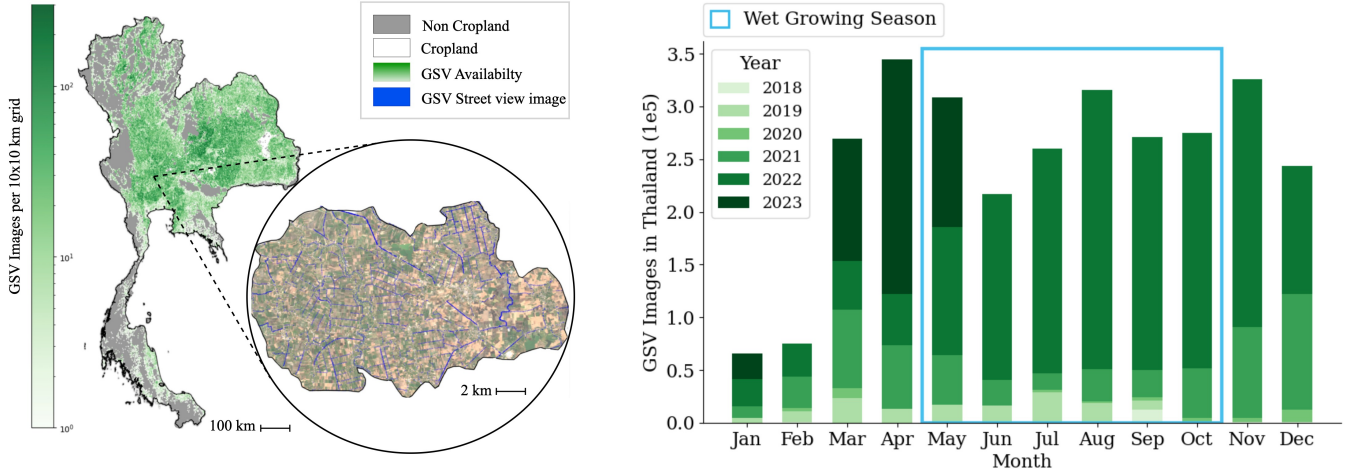 GSV Images per 10x10 km grid
10²
10¹
10⁰
Non Cropland
Cropland
GSV Availabilty
GSV Street view image
2 km
100 km
Wet Growing Season
GSV Images in Thailand (1e5)
3.5
3.0
2.5
2.0
1.5
1.0
0.5
0.0
Year
2018
2019
2020
2021
2022
2023
Jan Feb Mar Apr May Jun Jul Aug Sep Oct Nov Dec
Month